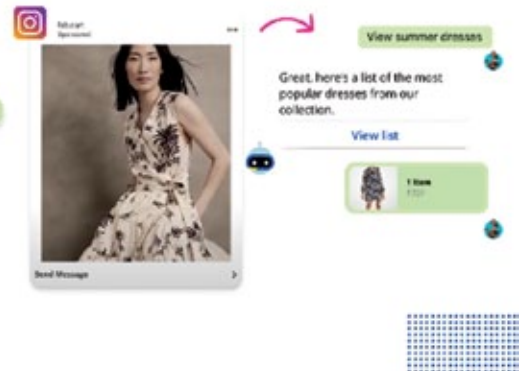 Sponsored
Send Message
View summer dresses
Great, here's a list of the most
popular dresses from our
collection.
View list
1 item